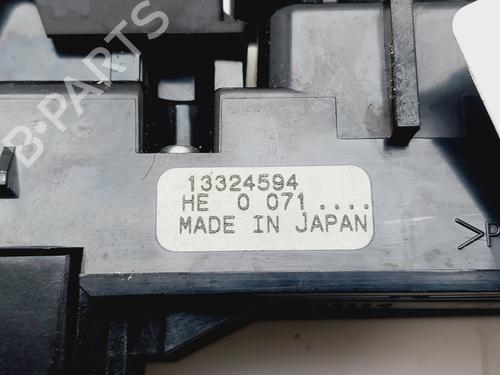 B-PARTS
13324594
HE 0 071 ....
MADE IN JAPAN
>P